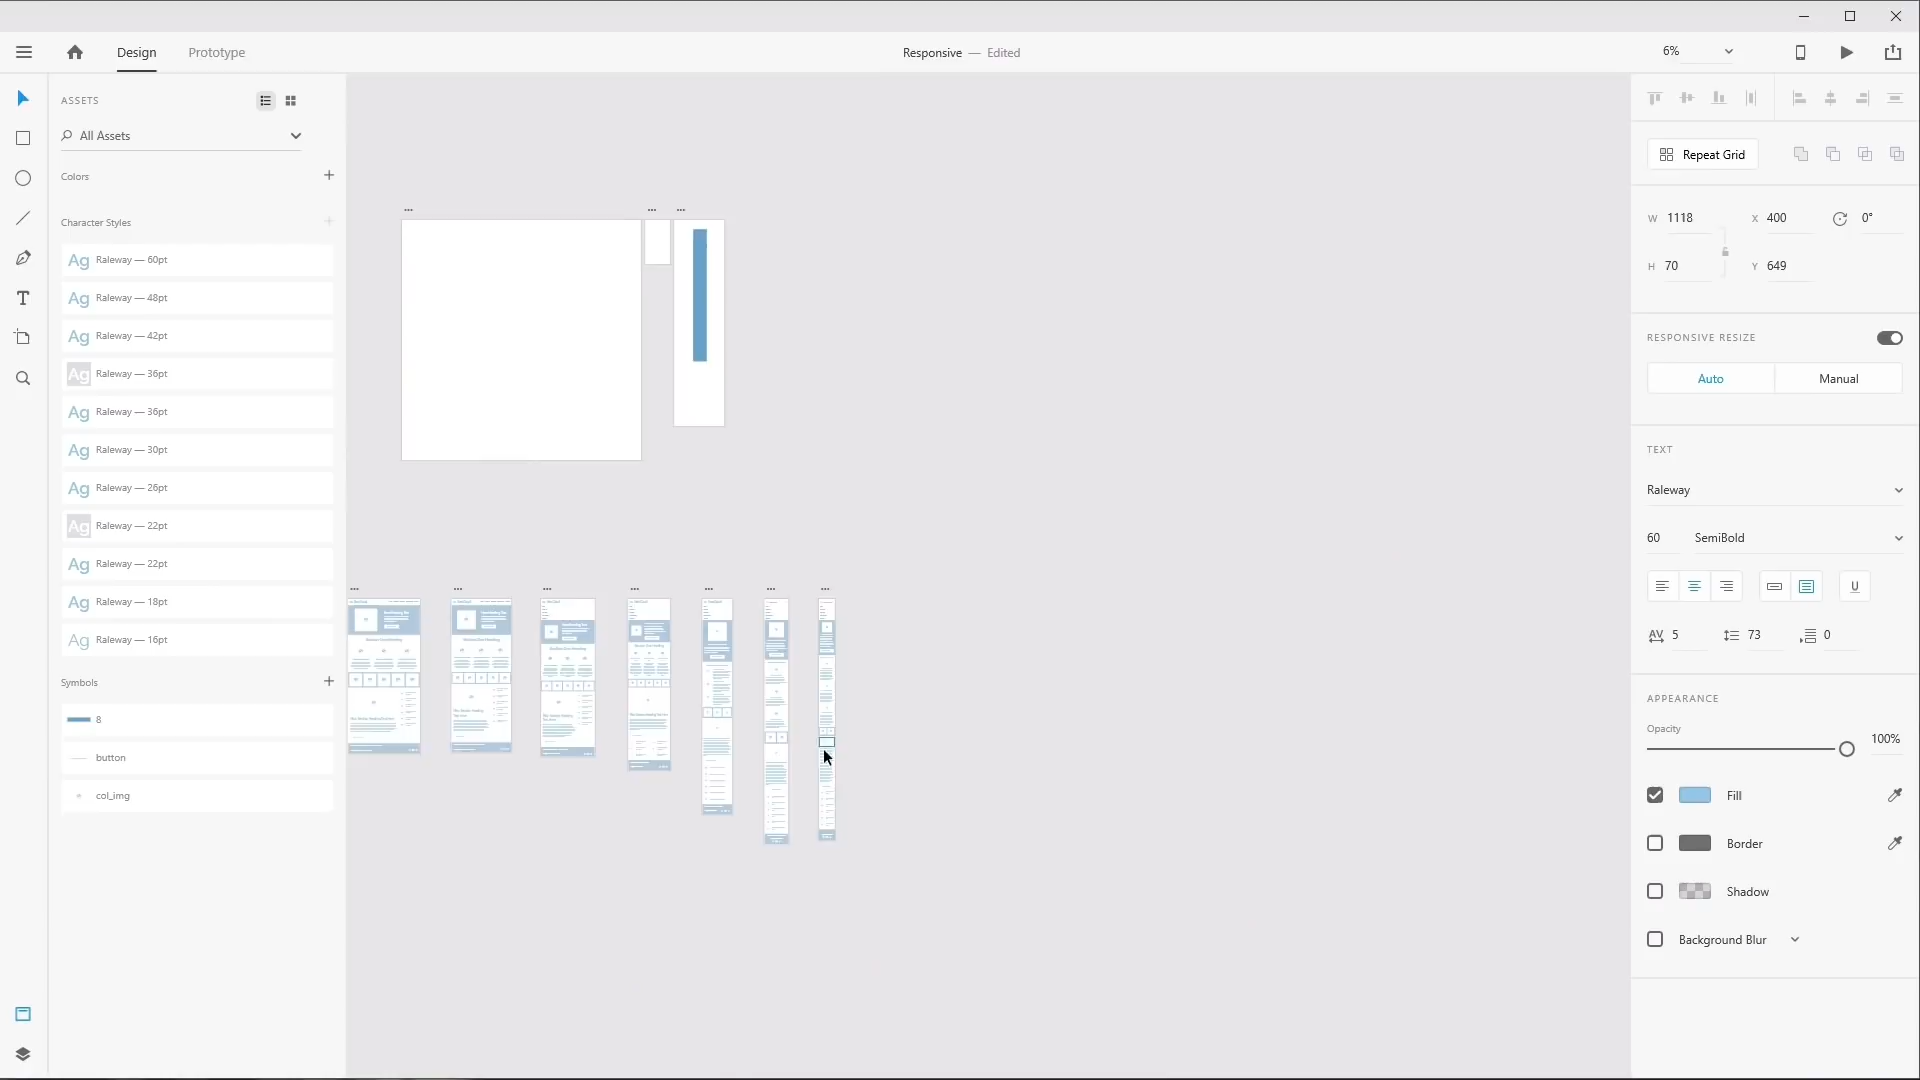 Design
Prototype
Responsive — Edited
6%
ASSETS
All Assets
Colors
Character Styles
Ag Raleway — 60pt
Ag Raleway — 48pt
Ag Raleway — 42pt
Ag Raleway — 36pt
Ag Raleway — 36pt
Ag Raleway — 30pt
Ag Raleway — 26pt
Ag Raleway — 22pt
Ag Raleway — 22pt
Ag Raleway — 18pt
Ag Raleway — 16pt
Symbols
8
button
col_img
Repeat Grid
W 1118 X 400 0°
H 70 Y 649
RESPONSIVE RESIZE
Auto Manual
TEXT
Raleway
60 SemiBold
U
AV 5 73 0
APPEARANCE
Opacity
100%
Fill
Border
Shadow
Background Blur